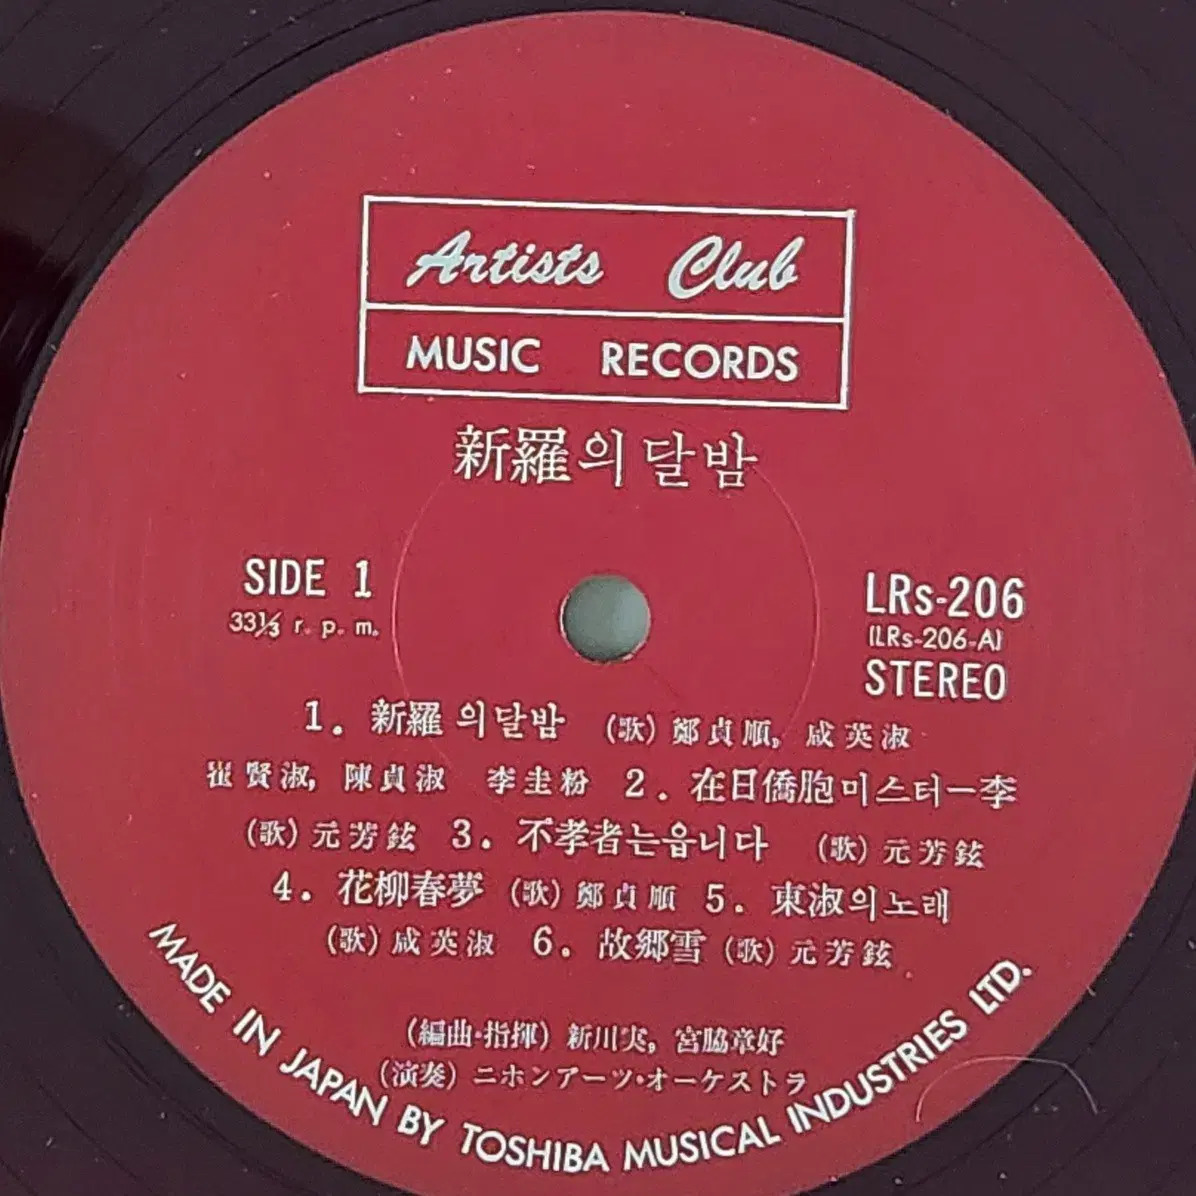 Artists Club
MUSIC RECORDS
新羅의 달밤
SIDE 1
33⅓ r. p. m.
LRs-206
(LRs-206-A)
STEREO
1. 新羅 의달밤 (歌) 鄭貞順, 成英淑
崔賢淑, 陳貞淑 李圭粉 2. 在日僑胞미스터ー李
(歌) 元芳鉉 3. 不孝者는읍니다 (歌) 元芳鉉
4. 花柳春夢 (歌) 鄭貞順 5. 東淑의노래
(歌) 成英淑 6. 故郷雪 (歌) 元芳鉉
(編曲·指揮) 新川実, 宮脇章好
(演奏) ニホンアーツ・オーケストラ
MADE IN JAPAN BY TOSHIBA MUSICAL INDUSTRIES LTD.